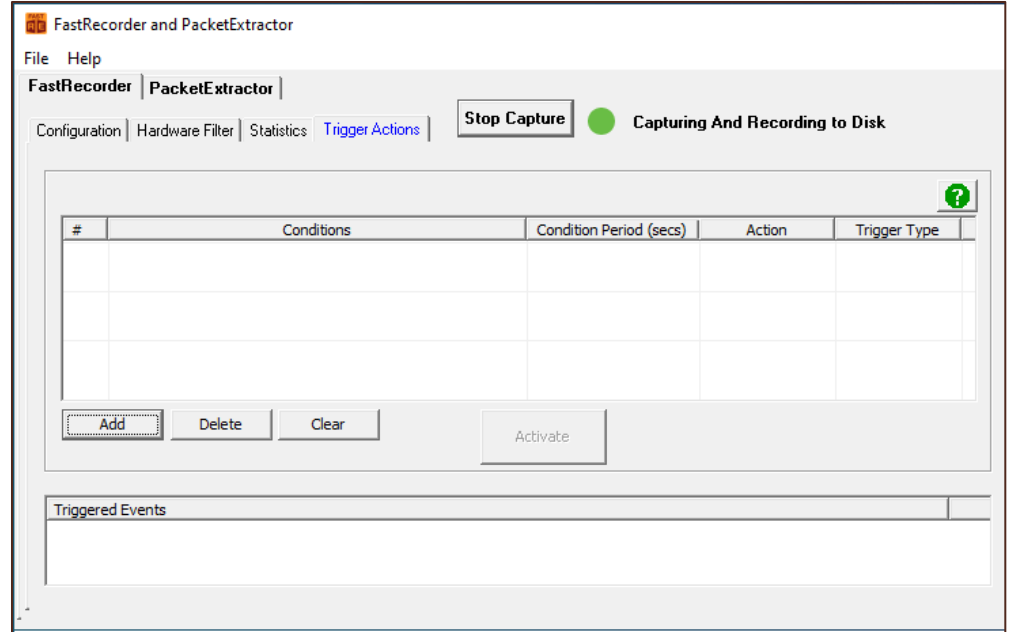 FastRecorder and PacketExtractor
File Help
FastRecorder PacketExtractor
Configuration Hardware Filter Statistics Trigger Actions Stop Capture Capturing And Recording to Disk
?
# Conditions Condition Period (secs) Action Trigger Type
Add Delete Clear Activate
Triggered Events